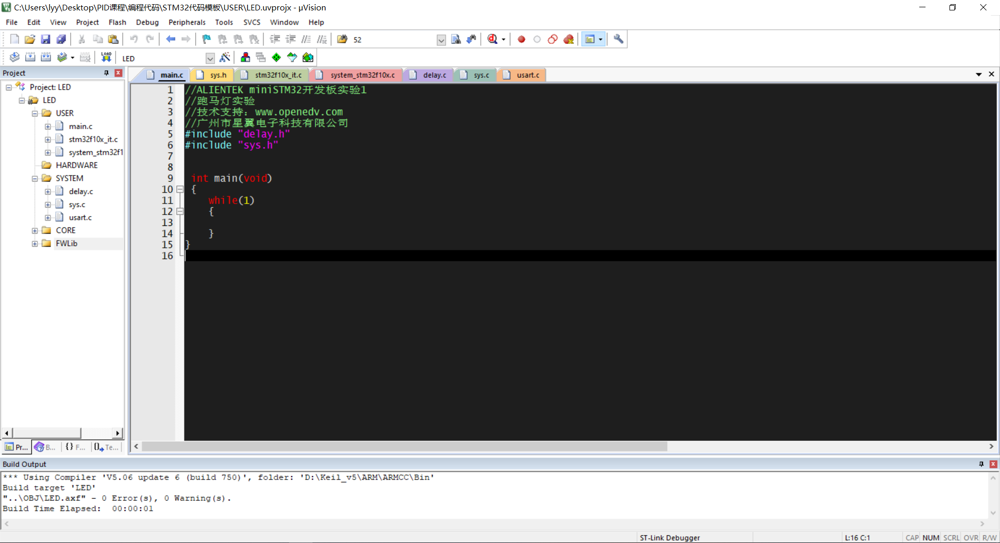 C:\Users\lyy\Desktop\PID课程\编程代码\STM32代码模板\USER\LED.uvprojx - µVision
File Edit View Project Flash Debug Peripherals Tools SVCS Window Help
52
LOAD LED
Project
main.c sys.h stm32f10x_it.c system_stm32f10x.c delay.c sys.c usart.c
Project: LED
LED
USER
main.c
stm32f10x_it.c
system_stm32f1
HARDWARE
SYSTEM
delay.c
sys.c
usart.c
CORE
FWLib
Pr... B... {} F... Te...
1 //ALIENTEK miniSTM32开发板实验1
2 //跑马灯实验
3 //技术支持：www.openedv.com
4 //广州市星翼电子科技有限公司
5 #include "delay.h"
6 #include "sys.h"
7
8
9 int main(void)
10 {
11 while(1)
12 {
13
14 }
15 }
16
Build Output
*** Using Compiler 'V5.06 update 6 (build 750)', folder: 'D:\Keil_v5\ARM\ARMCC\Bin'
Build target 'LED'
"..\OBJ\LED.axf" - 0 Error(s), 0 Warning(s).
Build Time Elapsed:  00:00:01
ST-Link Debugger L:16 C:1 CAP NUM SCRL OVR R/W